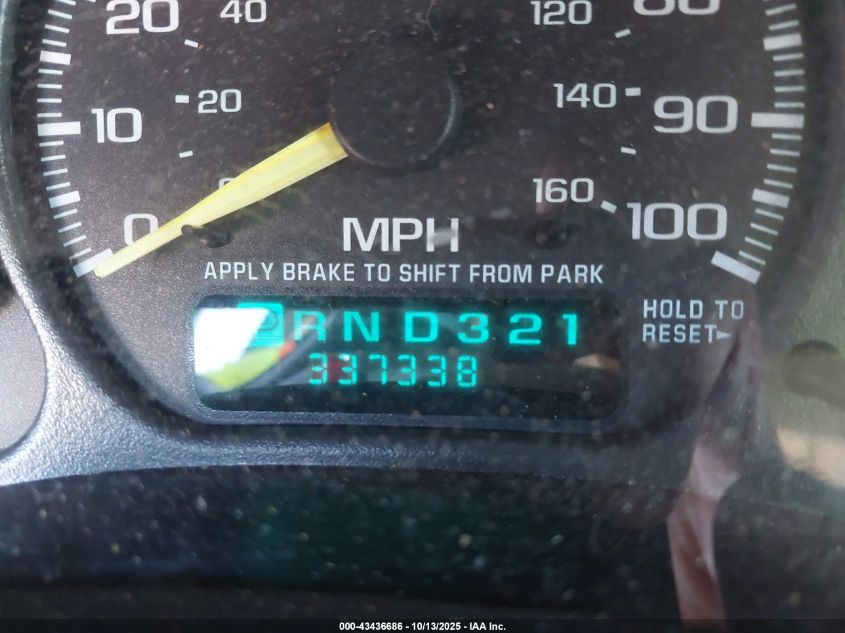 20 40 120 80
20 140
10 90
0 160 100
MPH
APPLY BRAKE TO SHIFT FROM PARK
HOLD TO
RESET
P R N D 3 2 1
337338
000-43436686 - 10/13/2025 - IAA Inc.